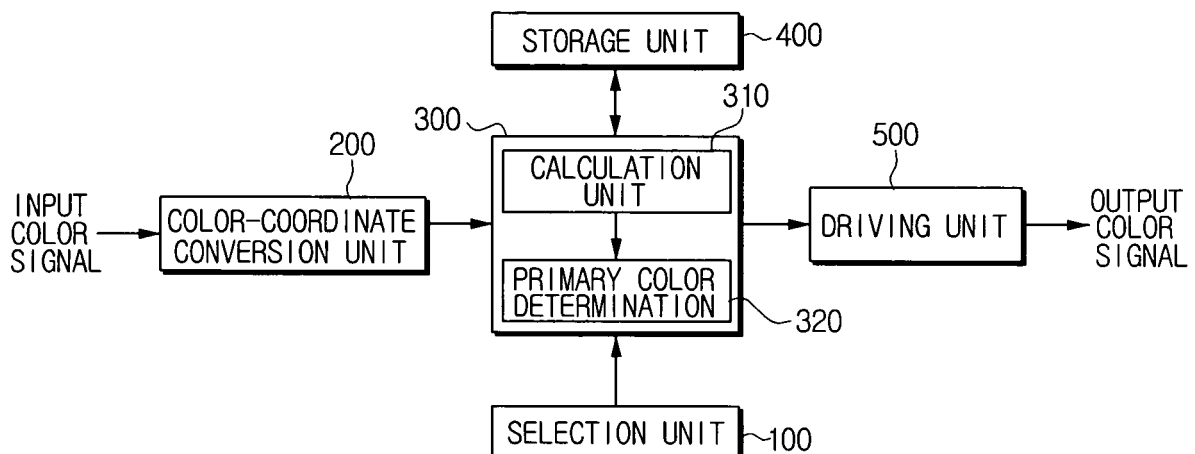 STORAGE UNIT
400
310
300
200
CALCULATION
UNIT
500
INPUT
COLOR
SIGNAL
COLOR-COORDINATE
CONVERSION UNIT
DRIVING UNIT
OUTPUT
COLOR
SIGNAL
PRIMARY COLOR
DETERMINATION
320
SELECTION UNIT
100